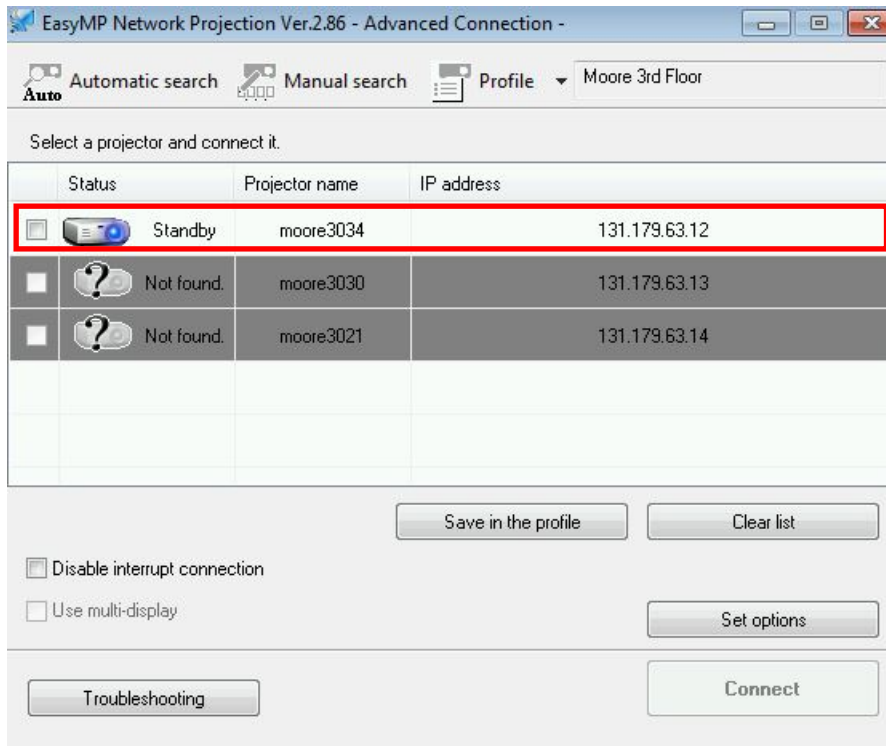 EasyMP Network Projection Ver.2.86 - Advanced Connection -
Auto Automatic search Manual search Profile Moore 3rd Floor
Select a projector and connect it.
Status Projector name IP address
Standby moore3034 131.179.63.12
? Not found. moore3030 131.179.63.13
? Not found. moore3021 131.179.63.14
Save in the profile Clear list
Disable interrupt connection
Use multi-display
Set options
Troubleshooting Connect